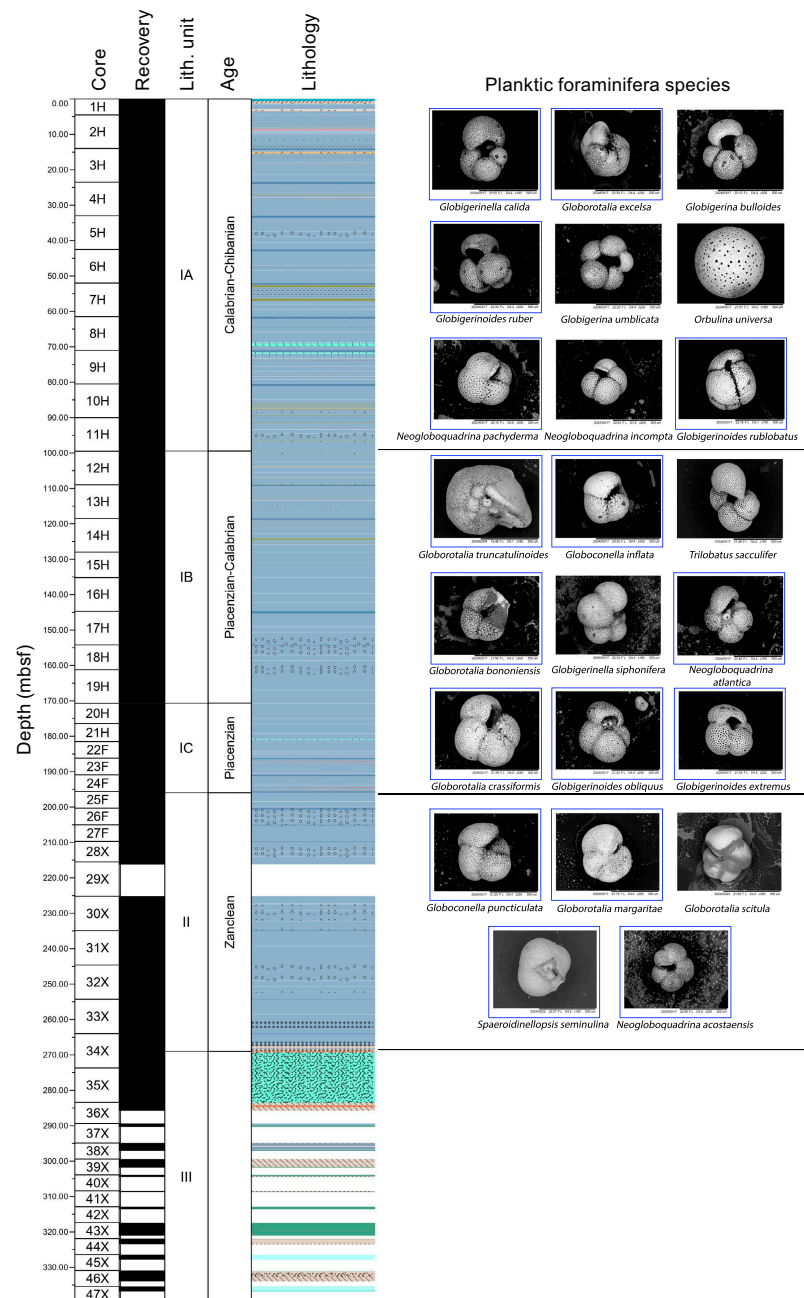 Core
Recovery
Lith. unit
Age
Lithology
Planktic foraminifera species
Depth (mbsf)
0.00
10.00
20.00
30.00
40.00
50.00
60.00
70.00
80.00
90.00
100.00
110.00
120.00
130.00
140.00
150.00
160.00
170.00
180.00
190.00
200.00
210.00
220.00
230.00
240.00
250.00
260.00
270.00
280.00
290.00
300.00
310.00
320.00
330.00
1H
2H
3H
4H
5H
6H
7H
8H
9H
10H
11H
12H
13H
14H
15H
16H
17H
18H
19H
20H
21H
22F
23F
24F
25F
26F
27F
28X
29X
30X
31X
32X
33X
34X
35X
36X
37X
38X
39X
40X
41X
42X
43X
44X
45X
46X
47X
IA
IB
IC
II
III
Calabrian-Chibanian
Piacenzian-Calabrian
Piacenzian
Zanclean
Globigerinella calida
Globorotalia excelsa
Globigerina bulloides
Globigerinoides ruber
Globigerina umblicata
Orbulina universa
Neogloboquadrina pachyderma
Neogloboquadrina incompta
Globigerinoides rublobatus
Globorotalia truncatulinoides
Globoconella inflata
Trilobatus sacculifer
Globorotalia bononiensis
Globigerinella siphonifera
Neogloboquadrina
atlantica
Globorotalia crassiformis
Globigerinoides obliquus
Globigerinoides extremus
Globoconella puncticulata
Globorotalia margaritae
Globorotalia scitula
Spaeroidinellopsis seminulina
Neogloboquadrina acostaensis